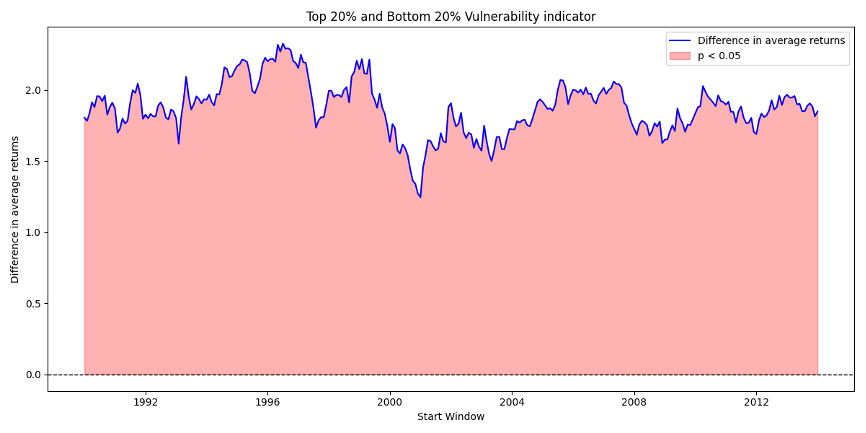 Top 20% and Bottom 20% Vulnerability indicator
Difference in average returns
p < 0.05
Difference in average returns
2.0
1.5
1.0
0.5
0.0
1992 1996 2000 2004 2008 2012
Start Window